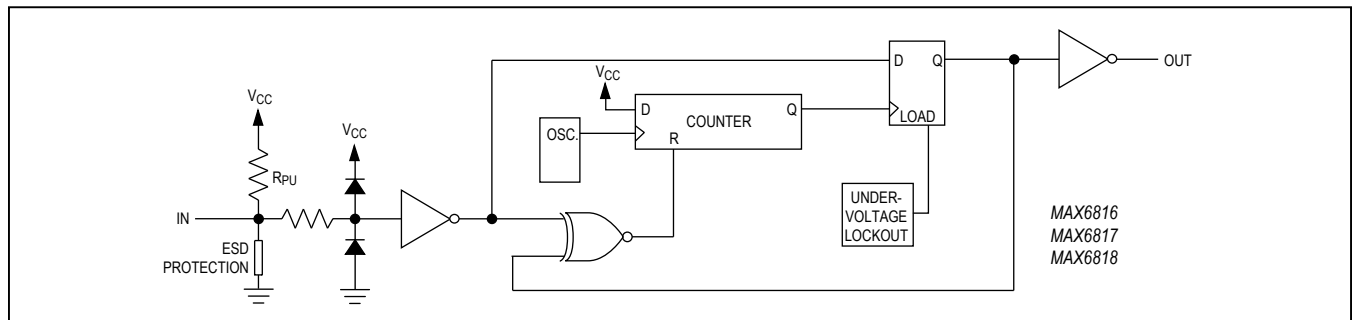 VCC
RPU
IN
ESD
PROTECTION
VCC
OSC.
VCC
D
COUNTER
Q
R
D
Q
LOAD
UNDER-
VOLTAGE
LOCKOUT
OUT
MAX6816
MAX6817
MAX6818